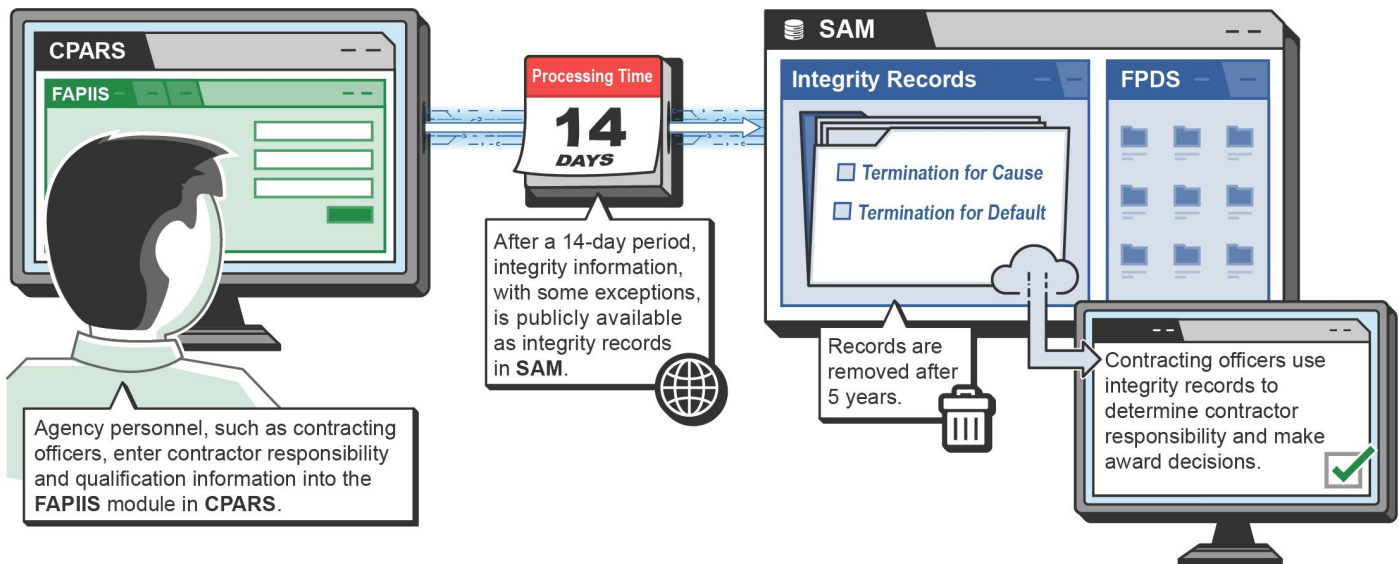 CPARS
FAPIIS
Agency personnel, such as contracting
officers, enter contractor responsibility
and qualification information into the
FAPIIS module in CPARS.
Processing Time
14
DAYS
After a 14-day period,
integrity information,
with some exceptions,
is publicly available
as integrity records
in SAM.
SAM
Integrity Records
Termination for Cause
Termination for Default
FPDS
Records are
removed after
5 years.
Contracting officers use
integrity records to
determine contractor
responsibility and make
award decisions.